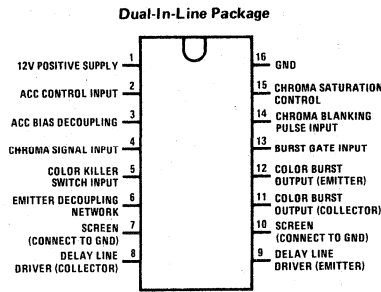 Dual-In-Line Package
12V POSITIVE SUPPLY 1
ACC CONTROL INPUT 2
ACC BIAS DECOUPLING 3
CHROMA SIGNAL INPUT 4
COLOR KILLER
SWITCH INPUT 5
EMITTER DECOUPLING
NETWORK 6
SCREEN
(CONNECT TO GND) 7
DELAY LINE
DRIVER (COLLECTOR) 8
16 GND
15 CHROMA SATURATION
CONTROL
14 CHROMA BLANKING
PULSE INPUT
13 BURST GATE INPUT
12 COLOR BURST
OUTPUT (EMITTER)
11 COLOR BURST
OUTPUT (COLLECTOR)
10 SCREEN
(CONNECT TO GND)
9 DELAY LINE
DRIVER (EMITTER)